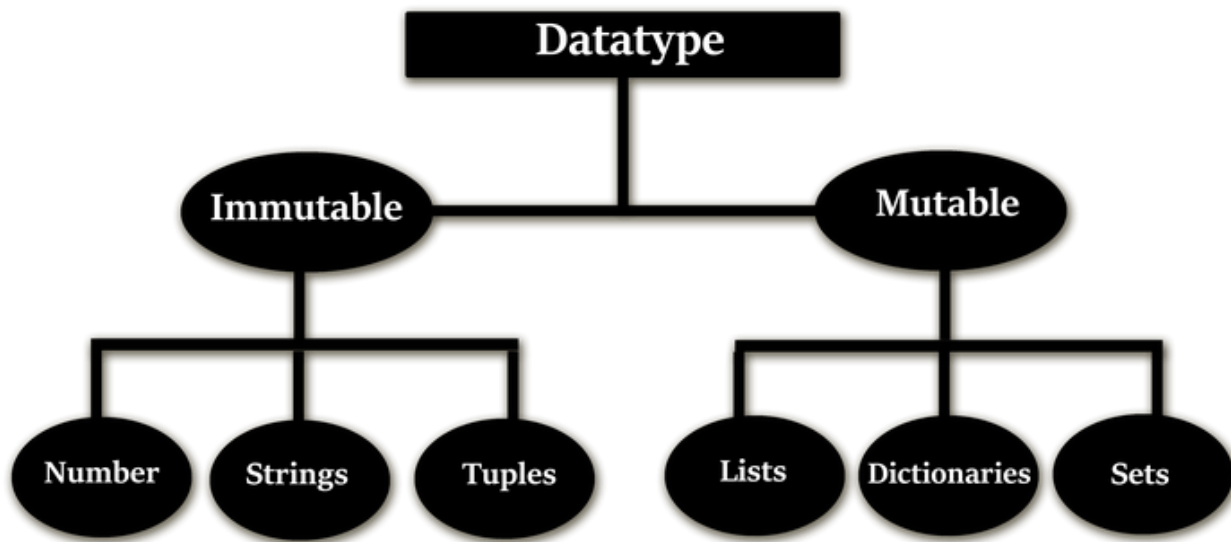 Datatype
Immutable
Mutable
Number
Strings
Tuples
Lists
Dictionaries
Sets